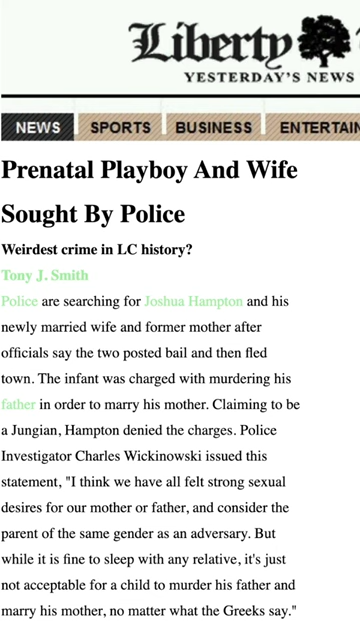 Liberty
YESTERDAY'S NEWS
NEWS SPORTS BUSINESS ENTERTAIN
Prenatal Playboy And Wife
Sought By Police
Weirdest crime in LC history?
Tony J. Smith
Police are searching for Joshua Hampton and his
newly married wife and former mother after
officials say the two posted bail and then fled
town. The infant was charged with murdering his
father in order to marry his mother. Claiming to be
a Jungian, Hampton denied the charges. Police
Investigator Charles Wickinowski issued this
statement, "I think we have all felt strong sexual
desires for our mother or father, and consider the
parent of the same gender as an adversary. But
while it is fine to sleep with any relative, it's just
not acceptable for a child to murder his father and
marry his mother, no matter what the Greeks say."